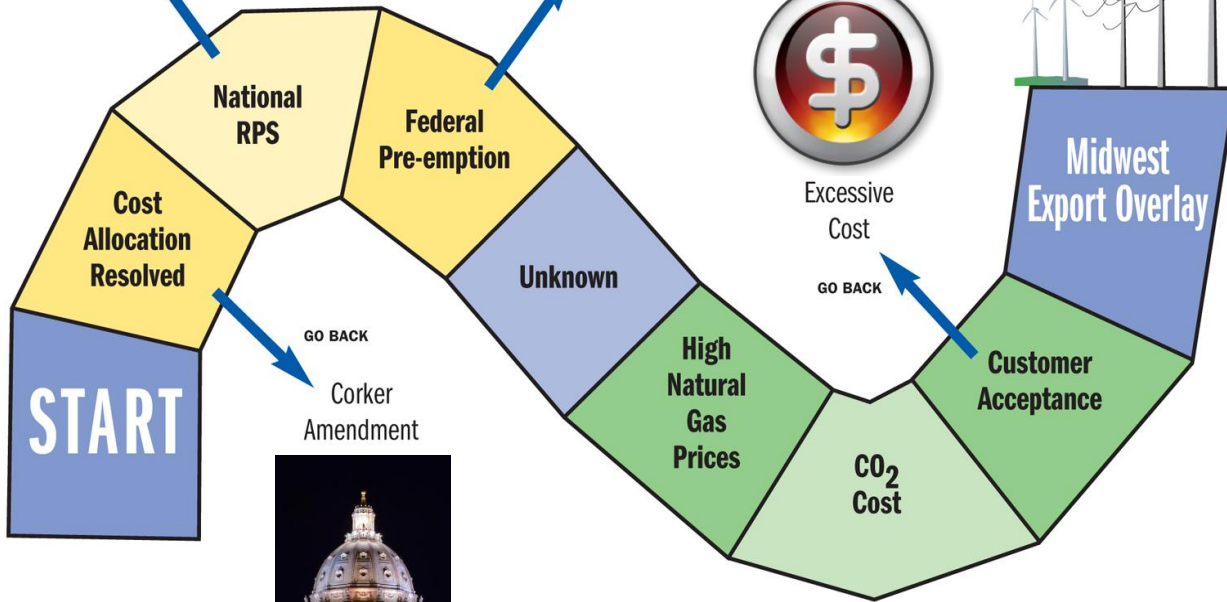 START
Cost
Allocation
Resolved
GO BACK
Corker
Amendment
National
RPS
Federal
Pre-emption
Unknown
High
Natural
Gas
Prices
CO₂
Cost
Customer
Acceptance
GO BACK
Excessive
Cost
$
Midwest
Export Overlay